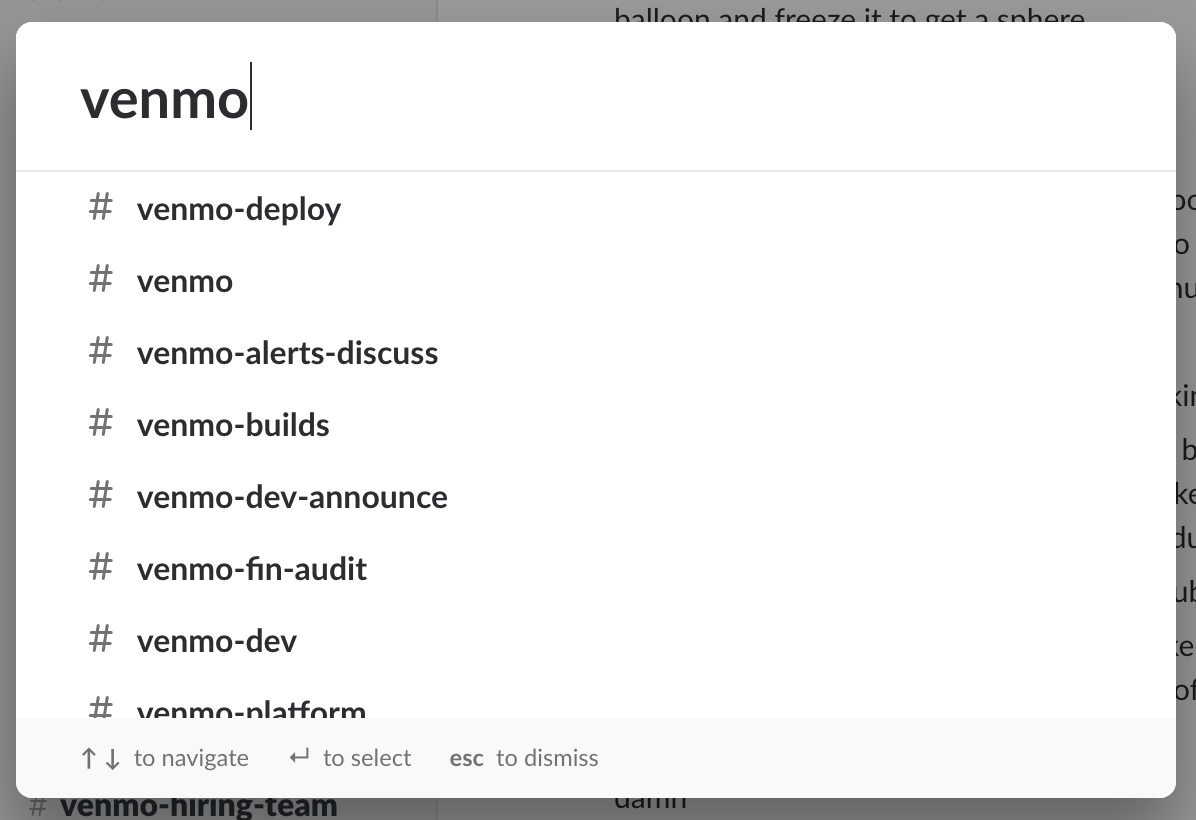 balloon and freeze it to get a sphere
venmo
# venmo-deploy
# venmo
# venmo-alerts-discuss
# venmo-builds
# venmo-dev-announce
# venmo-fin-audit
# venmo-dev
# venmo-platform
↑ ↓ to navigate ↵ to select esc to dismiss
# venmo-hiring-team
damn